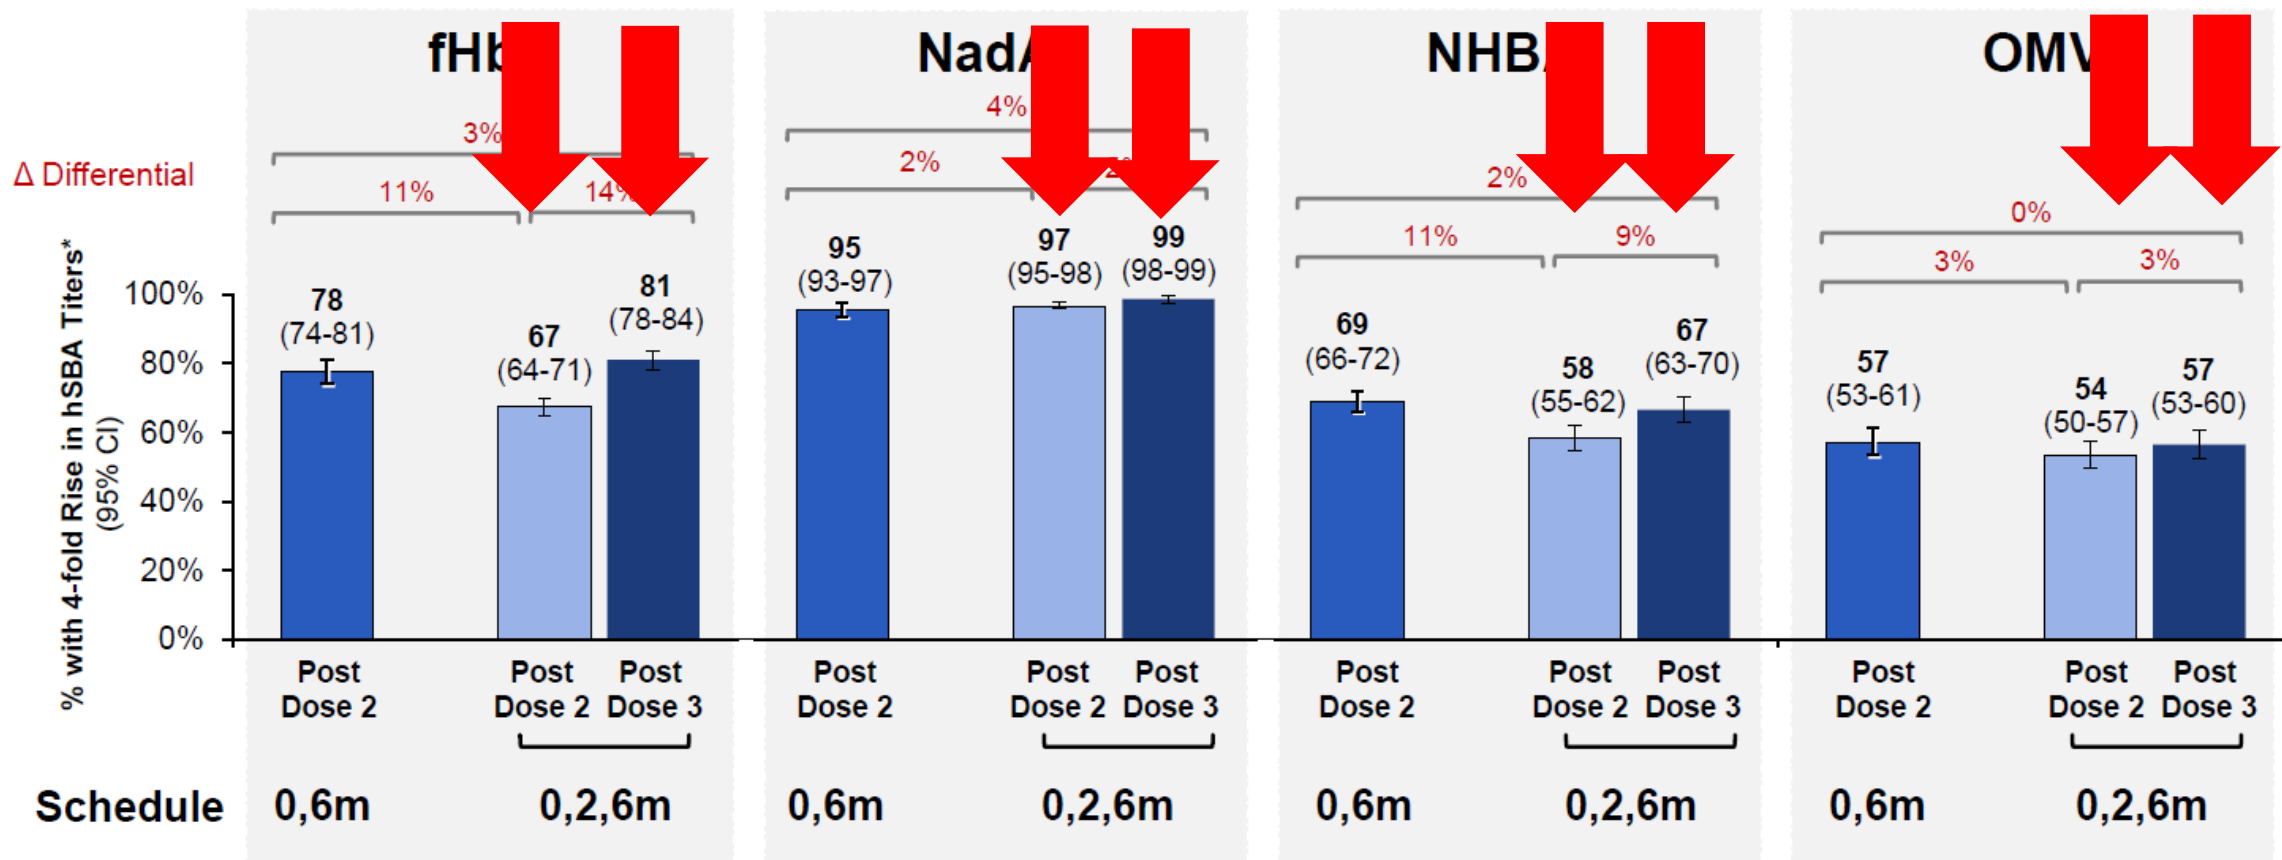 fHb
NadA
NHBA
OMV
Δ Differential
3%
11%
14%
4%
2%
2%
2%
11%
9%
0%
3%
3%
% with 4-fold Rise in hSBA Titers*
(95% CI)
100%
80%
60%
40%
20%
0%
78
(74-81)
67
(64-71)
81
(78-84)
95
(93-97)
97
(95-98)
99
(98-99)
69
(66-72)
58
(55-62)
67
(63-70)
57
(53-61)
54
(50-57)
57
(53-60)
Post
Dose 2
Post
Dose 2
Post
Dose 3
Post
Dose 2
Post
Dose 2
Post
Dose 3
Post
Dose 2
Post
Dose 2
Post
Dose 3
Post
Dose 2
Post
Dose 2
Post
Dose 3
Schedule
0,6m
0,2,6m
0,6m
0,2,6m
0,6m
0,2,6m
0,6m
0,2,6m